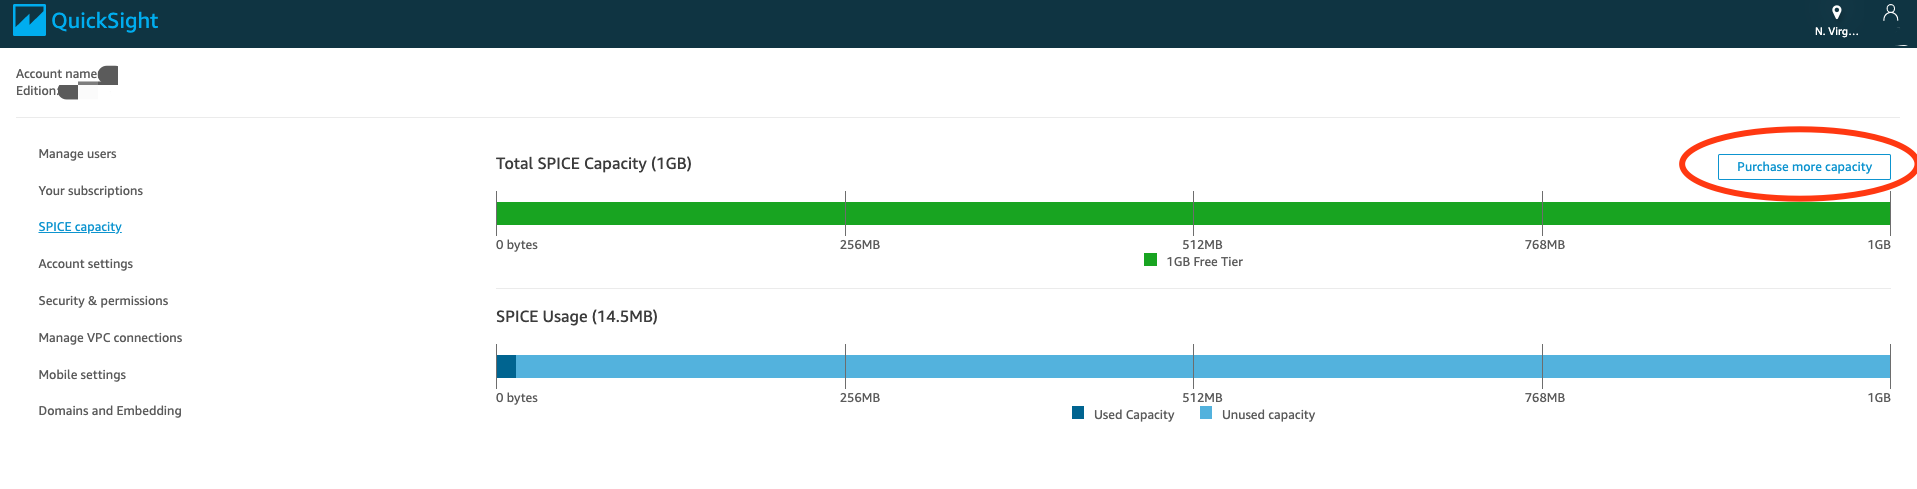 QuickSight
N. Virg...
Account name
Edition:
Manage users
Your subscriptions
SPICE capacity
Account settings
Security & permissions
Manage VPC connections
Mobile settings
Domains and Embedding
Total SPICE Capacity (1GB)
Purchase more capacity
0 bytes 256MB 512MB 768MB 1GB
1GB Free Tier
SPICE Usage (14.5MB)
0 bytes 256MB 512MB 768MB 1GB
Used Capacity Unused capacity